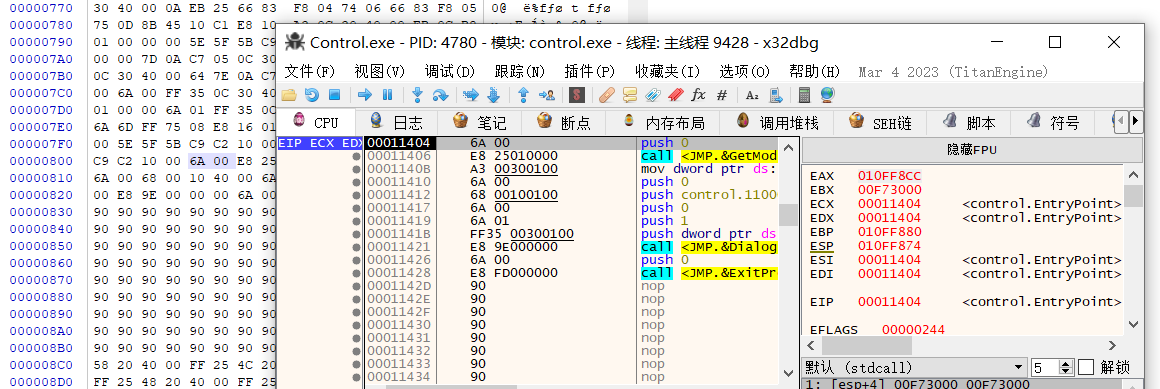 00000770 30 40 00 0A EB 25 66 83 F8 04 74 06 66 83 F8 05 0@ ë%fƒø t fƒø
00000780 75 0D 8B 45 10 C1 E8 10
00000790 01 00 00 00 5E 5F 5B C9
000007A0 00 00 7D 0A C7 05 0C 30
000007B0 0C 30 40 00 64 7E 0A C7
000007C0 00 6A 00 FF 35 0C 30 40
000007D0 01 00 00 6A 01 FF 35 0C
000007E0 6A 6D FF 75 08 E8 16 01
000007F0 00 5E 5F 5B C9 C2 10 00
00000800 C9 C2 10 00 6A 00 E8 25
00000810 6A 00 68 00 10 40 00 6A
00000820 00 E8 9E 00 00 00 6A 00
00000830 90 90 90 90 90 90 90 90
00000840 90 90 90 90 90 90 90 90
00000850 90 90 90 90 90 90 90 90
00000860 90 90 90 90 90 90 90 90
00000870 90 90 90 90 90 90 90 90
00000880 90 90 90 90 90 90 90 90
00000890 90 90 90 90 90 90 90 90
000008A0 90 90 90 90 90 90 90 90
000008B0 90 90 90 90 90 90 90 90
000008C0 58 20 40 00 FF 25 4C 20
000008D0 FF 25 48 20 40 00 FF 25
Control.exe - PID: 4780 - 模块: control.exe - 线程: 主线程 9428 - x32dbg
文件(F) 视图(V) 调试(D) 跟踪(N) 插件(P) 收藏夹(I) 选项(O) 帮助(H) Mar 4 2023 (TitanEngine)
CPU 日志 笔记 断点 内存布局 调用堆栈 SEH链 脚本 符号
EIP ECX EDX 00011404 6A 00 push 0
00011406 E8 25010000 call <JMP.&GetMod
0001140B A3 00300100 mov dword ptr ds:
00011410 6A 00 push 0
00011412 68 00100100 push control.1100
00011417 6A 00 push 0
00011419 6A 01 push 1
0001141B FF35 00300100 push dword ptr ds
00011421 E8 9E000000 call <JMP.&Dialog
00011426 6A 00 push 0
00011428 E8 FD000000 call <JMP.&ExitPr
0001142D 90 nop
0001142E 90 nop
0001142F 90 nop
00011430 90 nop
00011431 90 nop
00011432 90 nop
00011433 90 nop
00011434 90 nop
隐藏FPU
EAX 010FF8CC
EBX 00F73000
ECX 00011404 <control.EntryPoint>
EDX 00011404 <control.EntryPoint>
EBP 010FF880
ESP 010FF874
ESI 00011404 <control.EntryPoint>
EDI 00011404 <control.EntryPoint>
EIP 00011404 <control.EntryPoint>
EFLAGS 00000244
默认 (stdcall) 5 解锁
1: [esp+4] 00F73000 00F73000